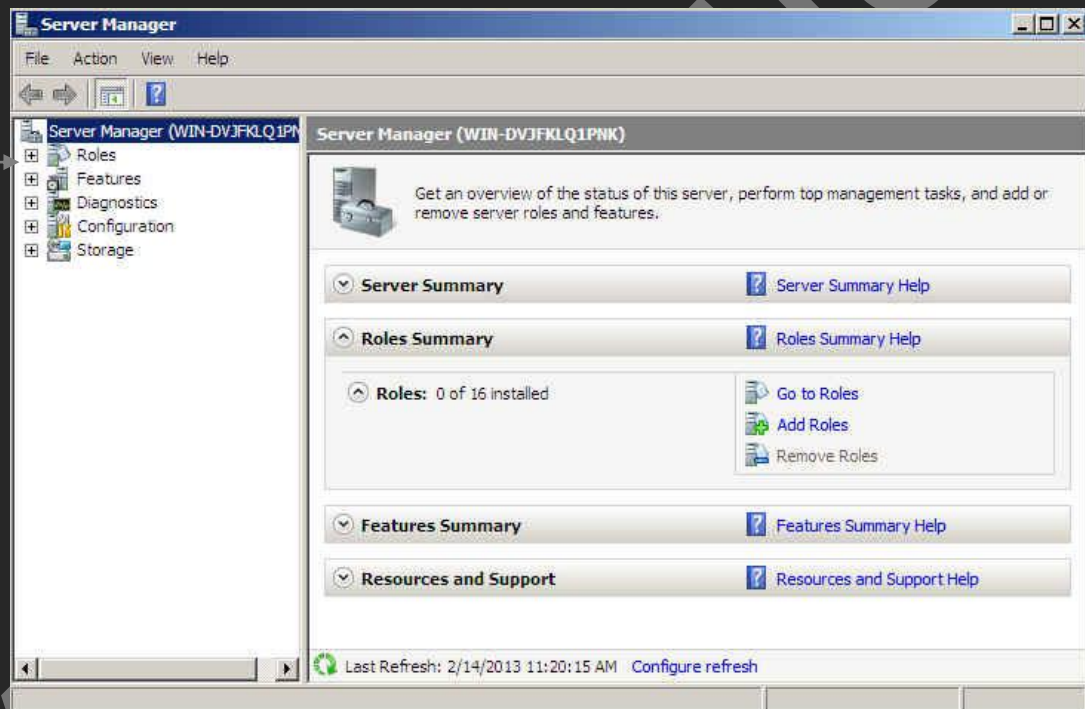 Server Manager
File Action View Help
Server Manager (WIN-DVJFKLQ1PN
Roles
Features
Diagnostics
Configuration
Storage
Server Manager (WIN-DVJFKLQ1PNK)
Get an overview of the status of this server, perform top management tasks, and add or
remove server roles and features.
Server Summary
Server Summary Help
Roles Summary
Roles Summary Help
Roles: 0 of 16 installed
Go to Roles
Add Roles
Remove Roles
Features Summary
Features Summary Help
Resources and Support
Resources and Support Help
Last Refresh: 2/14/2013 11:20:15 AM Configure refresh